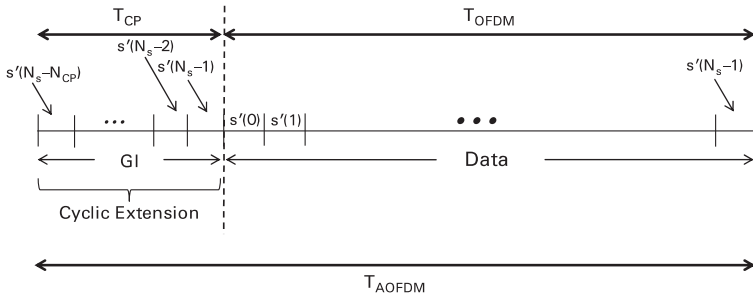 T_CP T_OFDM
s′(N_s–2)
s′(N_s–N_CP) s′(N_s–1) s′(N_s–1)
... s′(0) s′(1) •••
GI Data
Cyclic Extension
T_AOFDM